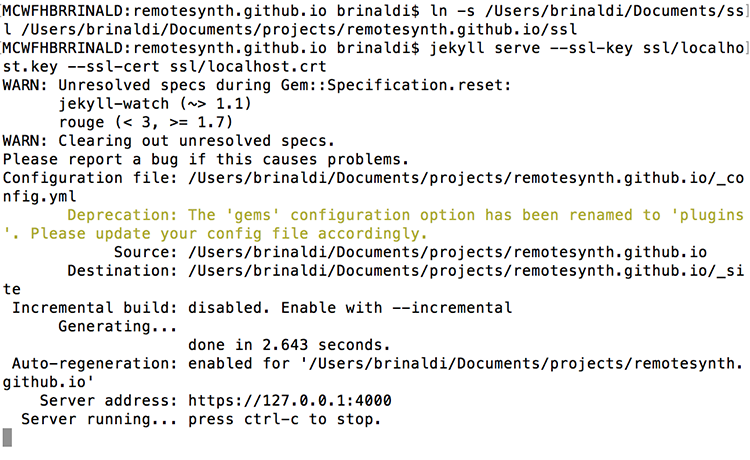 [MCWFHBRRINALD:remotesynth.github.io brinaldi$ ln -s /Users/brinaldi/Documents/ss]
l /Users/brinaldi/Documents/projects/remotesynth.github.io/ssl
[MCWFHBRRINALD:remotesynth.github.io brinaldi$ jekyll serve --ssl-key ssl/localho]
st.key --ssl-cert ssl/localhost.crt
WARN: Unresolved specs during Gem::Specification.reset:
      jekyll-watch (~> 1.1)
      rouge (< 3, >= 1.7)
WARN: Clearing out unresolved specs.
Please report a bug if this causes problems.
Configuration file: /Users/brinaldi/Documents/projects/remotesynth.github.io/_co
nfig.yml
       Deprecation: The 'gems' configuration option has been renamed to 'plugins
'. Please update your config file accordingly.
            Source: /Users/brinaldi/Documents/projects/remotesynth.github.io
       Destination: /Users/brinaldi/Documents/projects/remotesynth.github.io/_si
te
 Incremental build: disabled. Enable with --incremental
      Generating...
                    done in 2.643 seconds.
 Auto-regeneration: enabled for '/Users/brinaldi/Documents/projects/remotesynth.
github.io'
    Server address: https://127.0.0.1:4000
  Server running... press ctrl-c to stop.